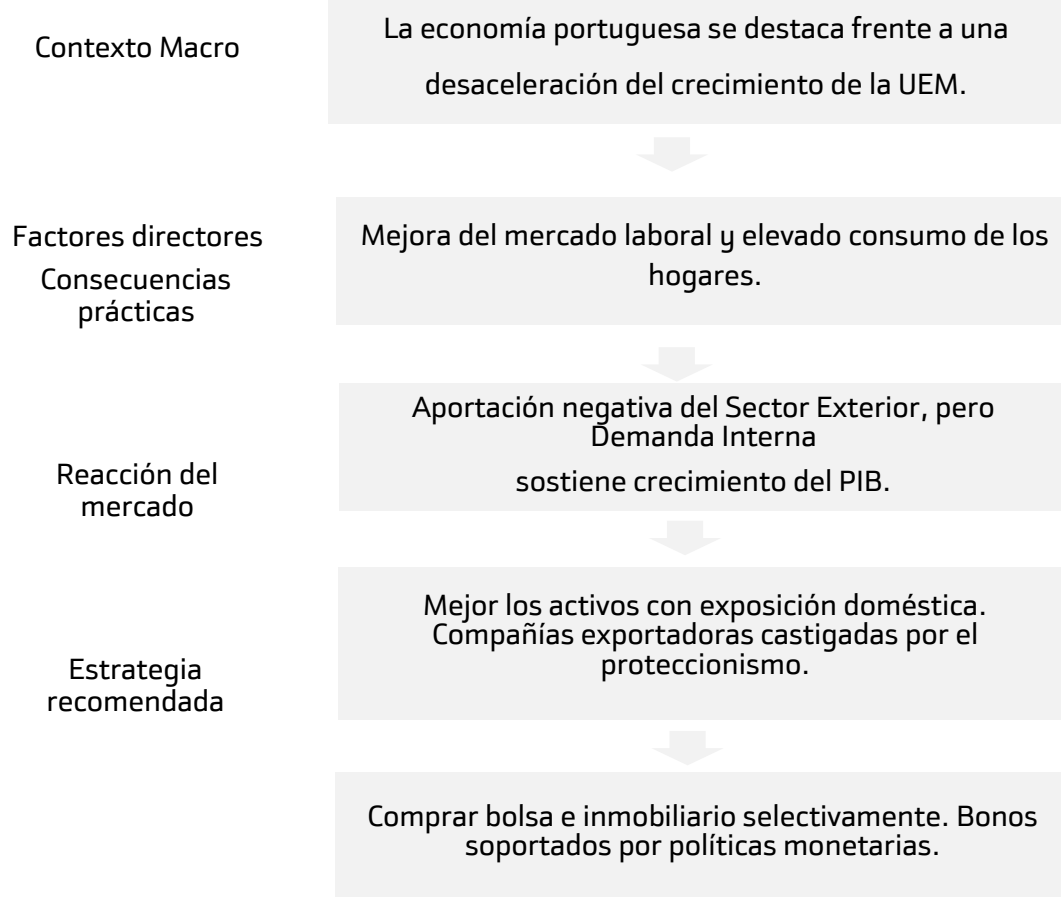 Contexto Macro
La economía portuguesa se destaca frente a una
desaceleración del crecimiento de la UEM.
Factores directores
Consecuencias
prácticas
Mejora del mercado laboral y elevado consumo de los
hogares.
Reacción del
mercado
Aportación negativa del Sector Exterior, pero
Demanda Interna
sostiene crecimiento del PIB.
Estrategia
recomendada
Mejor los activos con exposición doméstica.
Compañías exportadoras castigadas por el
proteccionismo.
Comprar bolsa e inmobiliario selectivamente. Bonos
soportados por políticas monetarias.